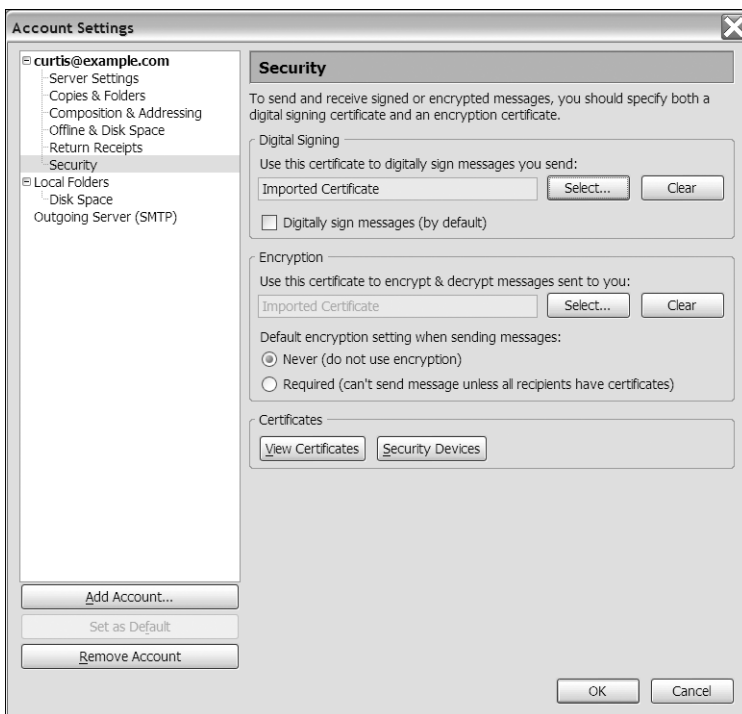 Account Settings
curtis@example.com
Server Settings
Copies & Folders
Composition & Addressing
Offline & Disk Space
Return Receipts
Security
Local Folders
Disk Space
Outgoing Server (SMTP)
Add Account...
Set as Default
Remove Account
Security
To send and receive signed or encrypted messages, you should specify both a
digital signing certificate and an encryption certificate.
Digital Signing
Use this certificate to digitally sign messages you send:
Imported Certificate Select... Clear
Digitally sign messages (by default)
Encryption
Use this certificate to encrypt & decrypt messages sent to you:
Imported Certificate Select... Clear
Default encryption setting when sending messages:
Never (do not use encryption)
Required (can't send message unless all recipients have certificates)
Certificates
View Certificates Security Devices
OK Cancel